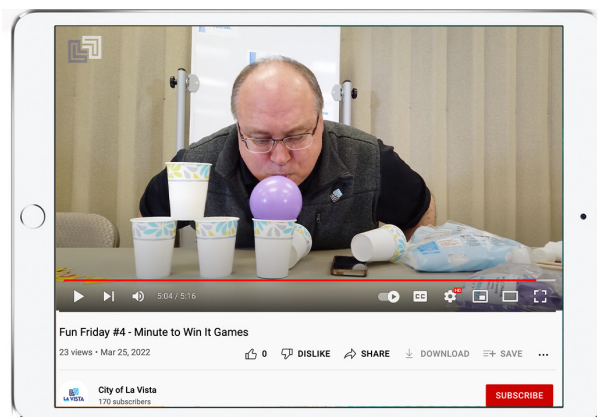 5:04 / 5:16
CC
HD
Fun Friday #4 - Minute to Win It Games
23 views • Mar 25, 2022
0 DISLIKE SHARE DOWNLOAD SAVE ...
City of La Vista
LA VISTA
170 subscribers
SUBSCRIBE